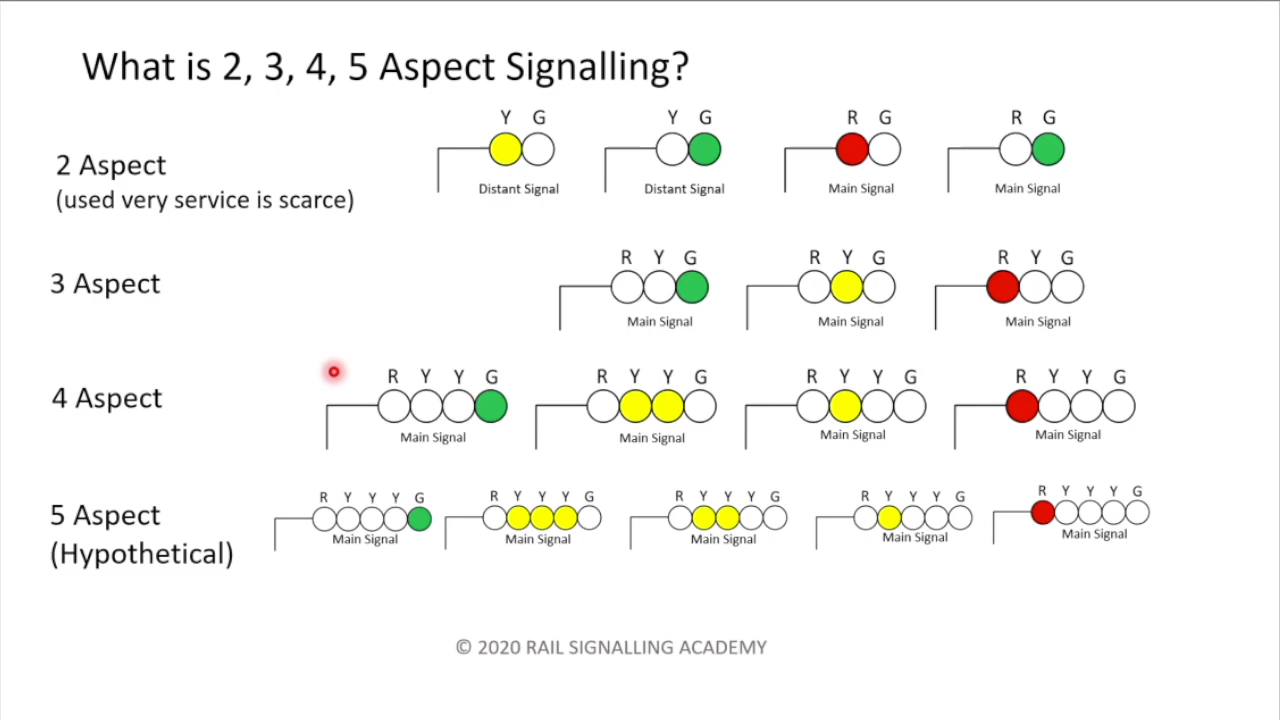 What is 2, 3, 4, 5 Aspect Signalling?
Y G Y G R G R G
2 Aspect
(used very service is scarce)
Distant Signal Distant Signal Main Signal Main Signal
R Y G R Y G R Y G
3 Aspect
Main Signal Main Signal Main Signal
R Y Y G R Y Y G R Y Y G R Y Y G
4 Aspect
Main Signal Main Signal Main Signal Main Signal
R Y Y Y G R Y Y Y G R Y Y Y G R Y Y Y G R Y Y Y G
5 Aspect
(Hypothetical)
Main Signal Main Signal Main Signal Main Signal Main Signal
© 2020 RAIL SIGNALLING ACADEMY